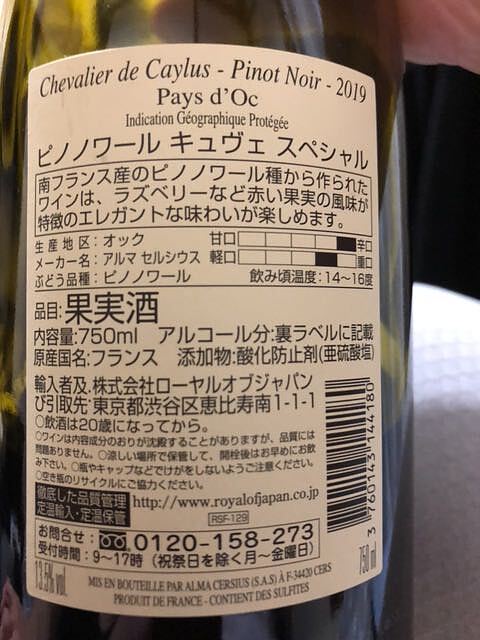 Chevalier de Caylus - Pinot Noir - 2019
Pays d'Oc
Indication Géographique Protégée
ピノノワール キュヴェ スペシャル
南フランス産のピノノワール種から作られた
ワインは、ラズベリーなど赤い果実の風味が
特徴のエレガントな味わいが楽しめます。
生産地区:オック 甘口 辛口
メーカー名:アルマ セルシウス 軽口 重口
ぶどう品種:ピノノワール 飲み頃温度:14~16度
品目:果実酒
内容量:750ml アルコール分:裏ラベルに記載
原産国名:フランス 添加物:酸化防止剤(亜硫酸塩)
輸入者及.株式会社ローヤルオブジャパン
び引取先:東京都渋谷区恵比寿南1-1-1
○飲酒は20歳になってから。
○ワインは内容成分のおりが沈殿することがありますが、品質には
問題ありません。○涼しい場所で保管して、開栓後はお早めにお飲
み下さい。○瓶やキャップなどでけがをしないようご注意ください。
○空き瓶のリサイクルにご協力ください。
徹底した品質管理
定温輸入・定温保管
http://www.royalofjapan.co.jp
RSF-129
お問合せ: 0120-158-273
受付時間:9~17時(祝祭日を除く月~金曜日)
3 760143 144180
13.5% vol.
750 ml
MIS EN BOUTEILLE PAR ALMA CERSIUS (S.A.S) À F-34420 CERS
PRODUIT DE FRANCE - CONTIENT DES SULFITES